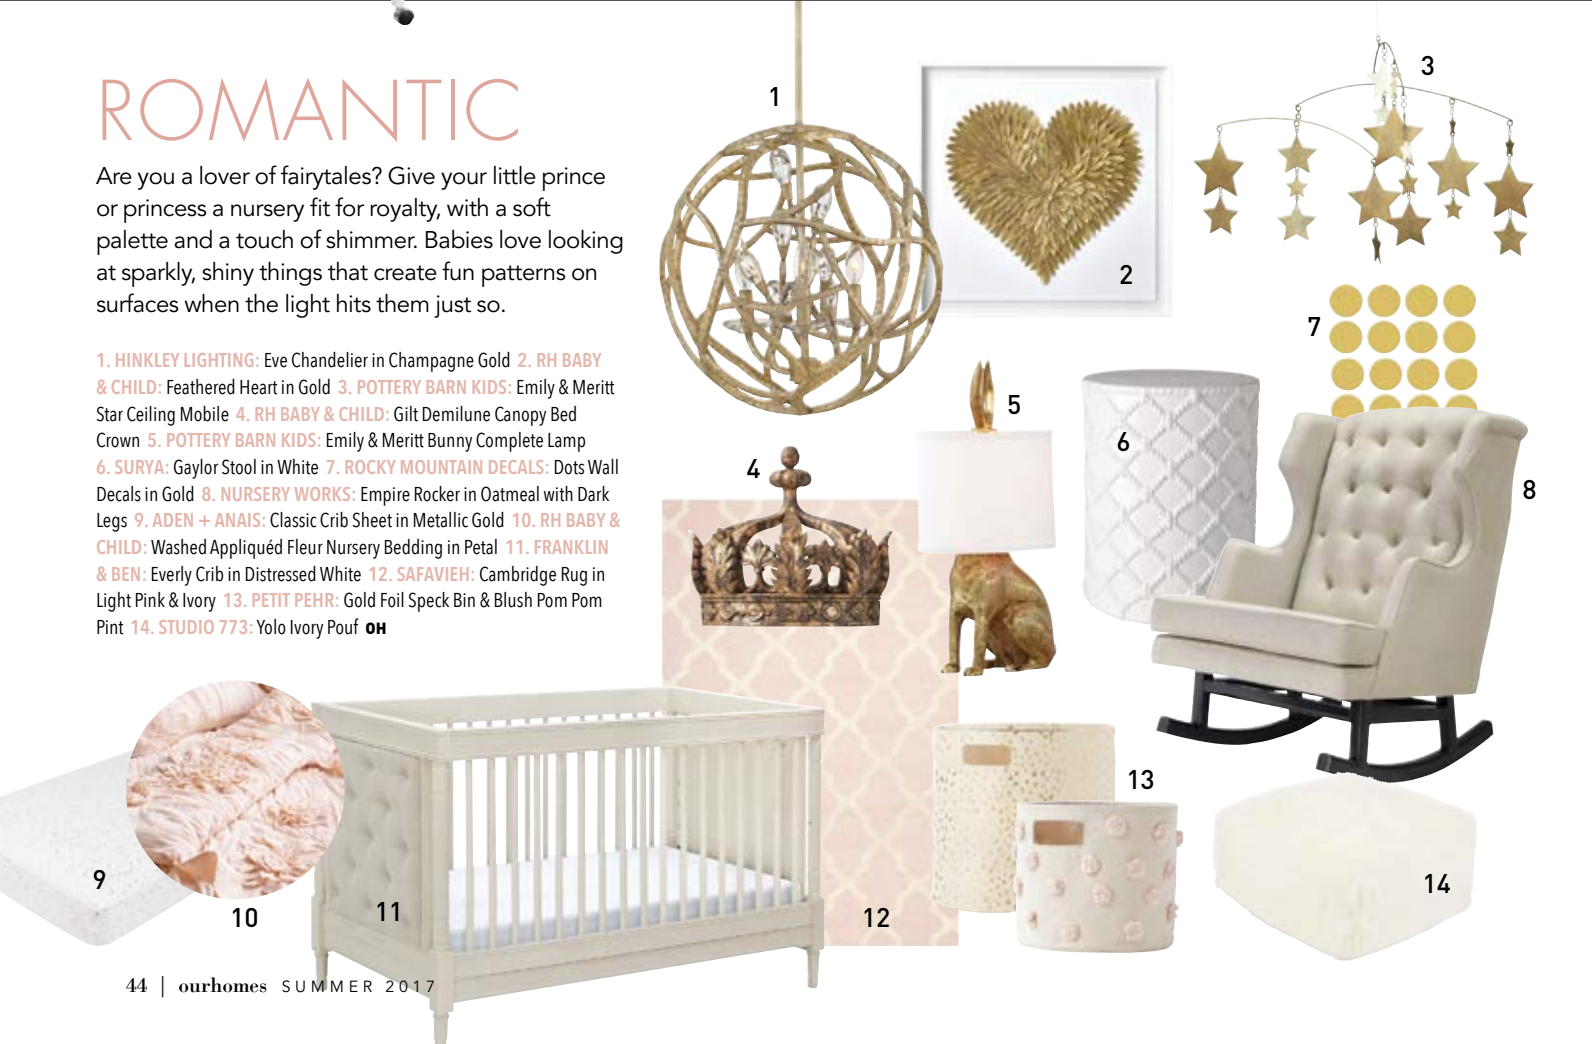 ROMANTIC
Are you a lover of fairytales? Give your little prince
or princess a nursery fit for royalty, with a soft
palette and a touch of shimmer. Babies love looking
at sparkly, shiny things that create fun patterns on
surfaces when the light hits them just so.
1. HINKLEY LIGHTING: Eve Chandelier in Champagne Gold 2. RH BABY
& CHILD: Feathered Heart in Gold 3. POTTERY BARN KIDS: Emily & Meritt
Star Ceiling Mobile 4. RH BABY & CHILD: Gilt Demilune Canopy Bed
Crown 5. POTTERY BARN KIDS: Emily & Meritt Bunny Complete Lamp
6. SURYA: Gaylor Stool in White 7. ROCKY MOUNTAIN DECALS: Dots Wall
Decals in Gold 8. NURSERY WORKS: Empire Rocker in Oatmeal with Dark
Legs 9. ADEN + ANAIS: Classic Crib Sheet in Metallic Gold 10. RH BABY &
CHILD: Washed Appliquéd Fleur Nursery Bedding in Petal 11. FRANKLIN
& BEN: Everly Crib in Distressed White 12. SAFAVIEH: Cambridge Rug in
Light Pink & Ivory 13. PETIT PEHR: Gold Foil Speck Bin & Blush Pom Pom
Pint 14. STUDIO 773: Yolo Ivory Pouf OH
1
2
3
4
5
6
7
8
9
10
11
12
13
14
44 | ourhomes SUMMER 2017